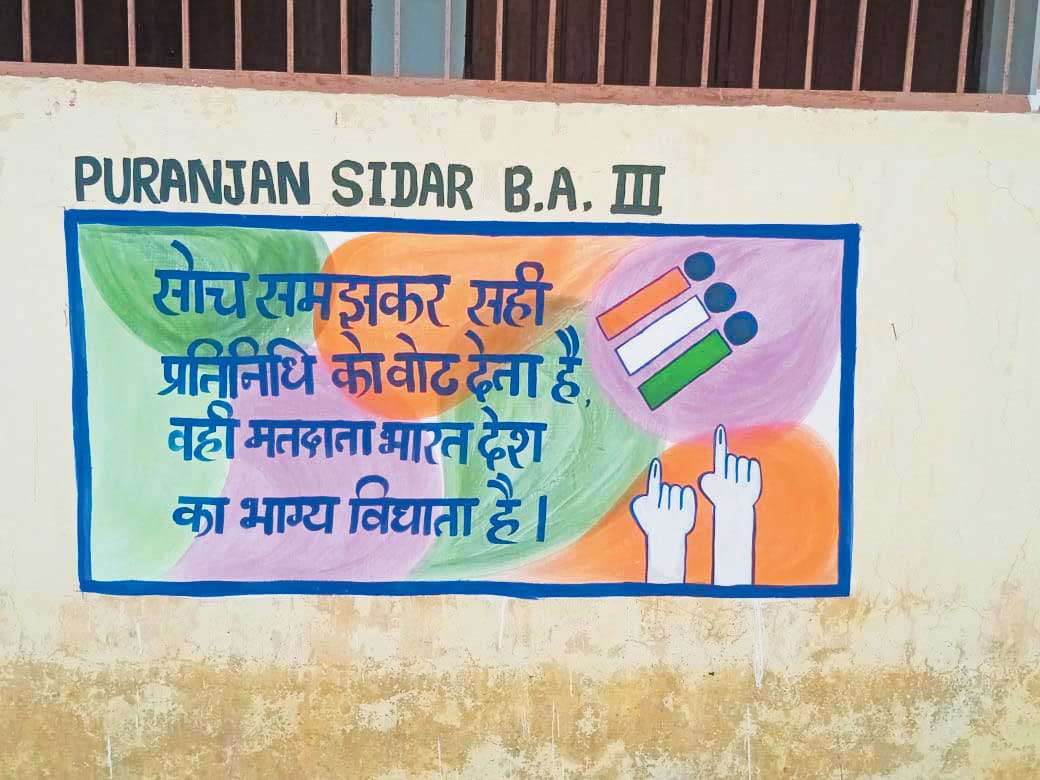 PURANJAN SIDAR B.A. III
सोच समझकर सही
प्रतिनिधि को वोट देता है,
वही मतदाता भारत देश
का भाग्य विद्याता है।